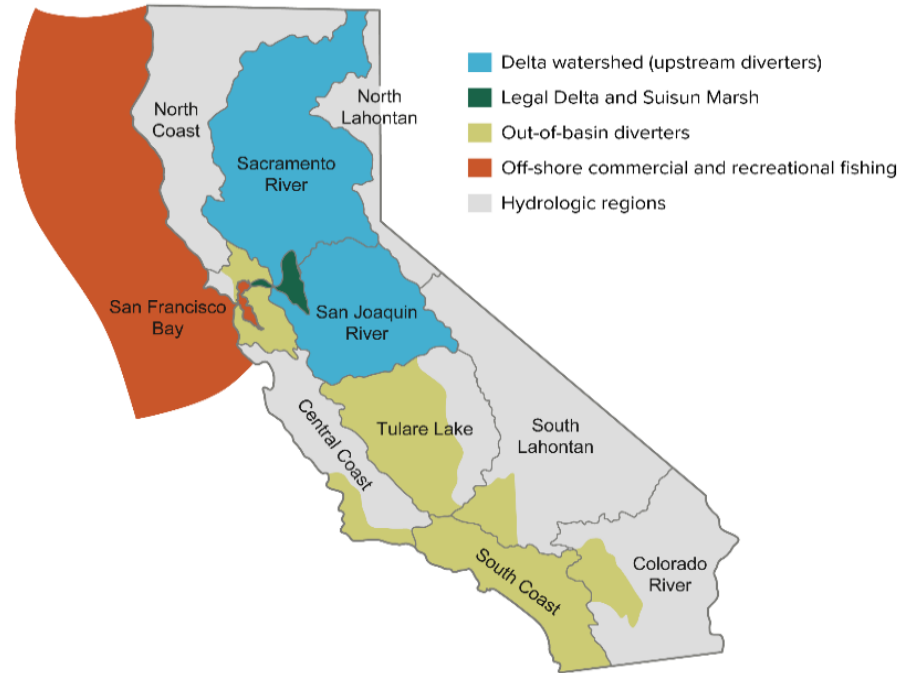 Delta watershed (upstream diverters)
Legal Delta and Suisun Marsh
Out-of-basin diverters
Off-shore commercial and recreational fishing
Hydrologic regions
North
Coast
North
Lahontan
Sacramento
River
San Francisco
Bay
San Joaquin
River
Central Coast
Tulare Lake
South
Lahontan
South Coast
Colorado
River